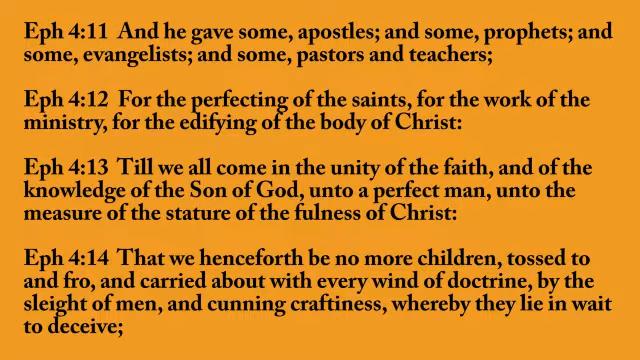 Eph 4:11 And he gave some, apostles; and some, prophets; and
some, evangelists; and some, pastors and teachers;
Eph 4:12 For the perfecting of the saints, for the work of the
ministry, for the edifying of the body of Christ:
Eph 4:13 Till we all come in the unity of the faith, and of the
knowledge of the Son of God, unto a perfect man, unto the
measure of the stature of the fulness of Christ:
Eph 4:14 That we henceforth be no more children, tossed to
and fro, and carried about with every wind of doctrine, by the
sleight of men, and cunning craftiness, whereby they lie in wait
to deceive;